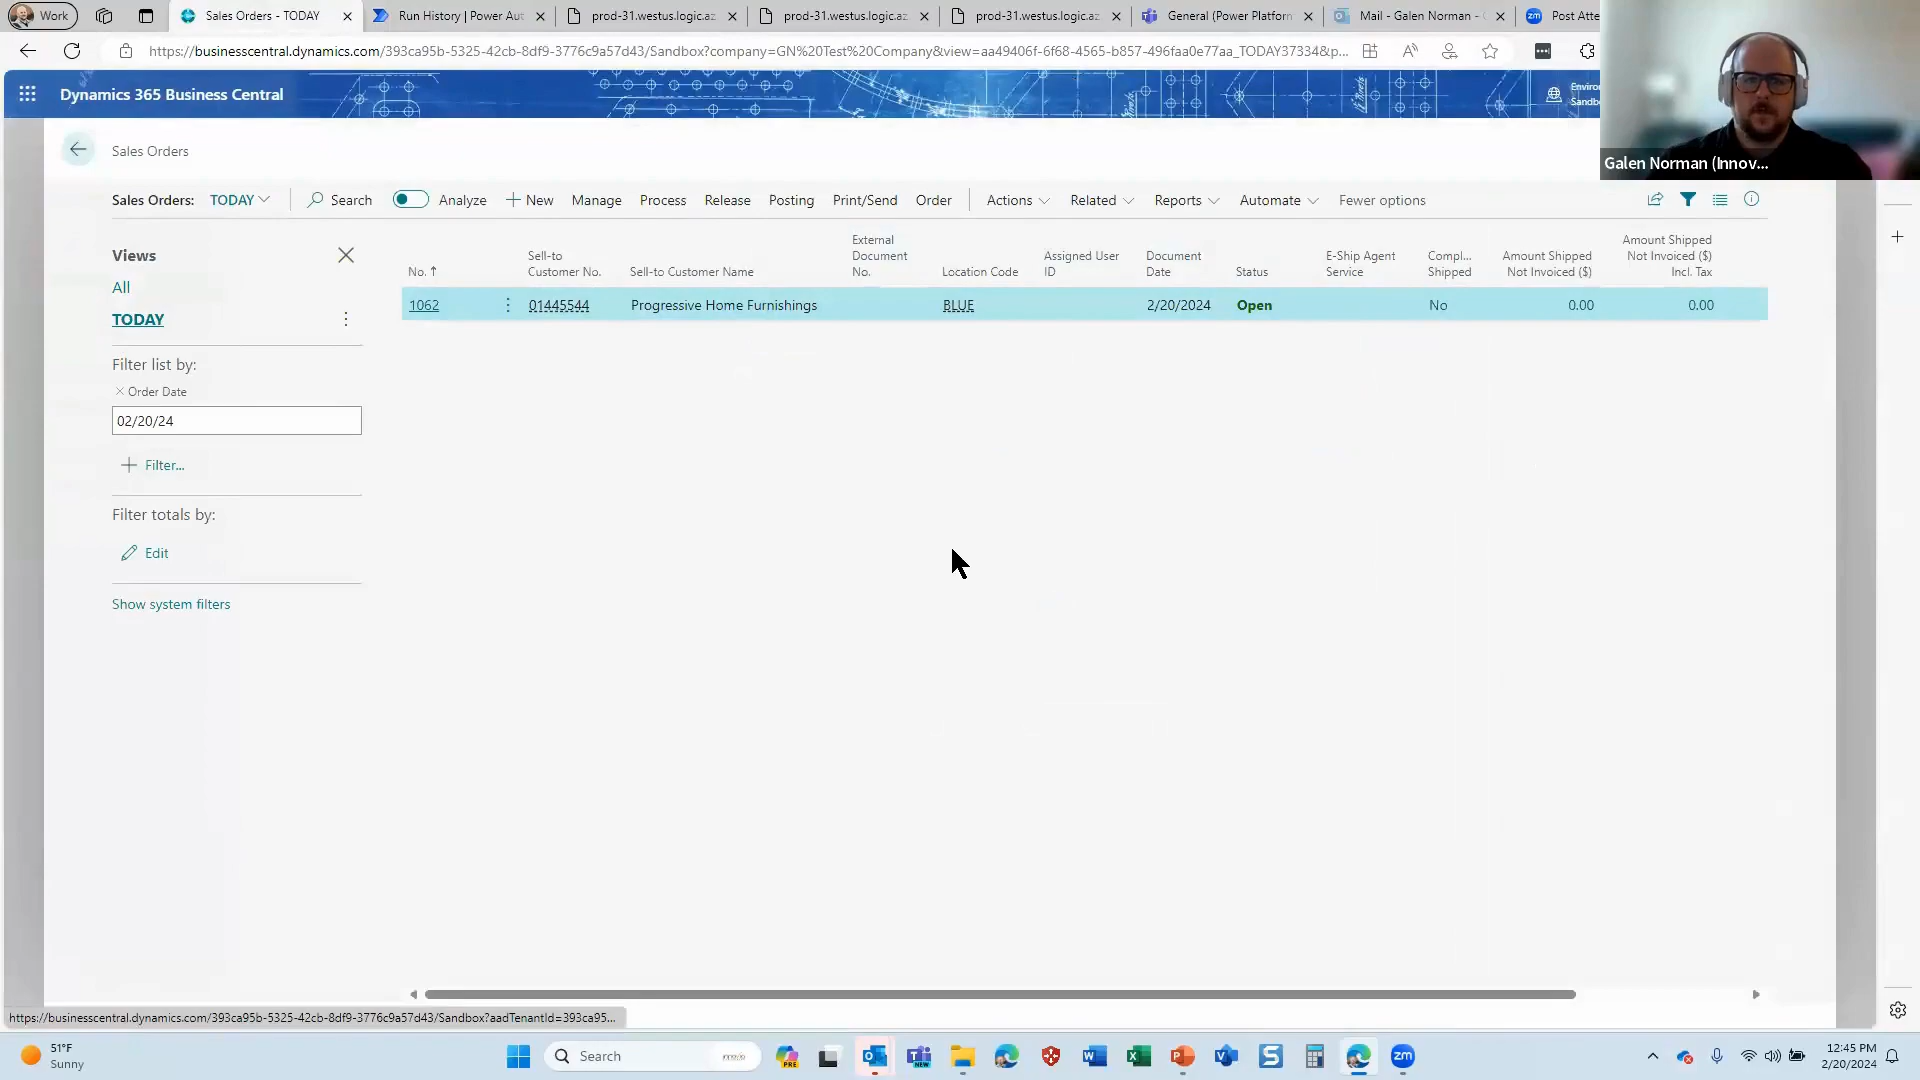 Work
Sales Orders - TODAY
Run History | Power Aut
prod-31.westus.logic.az
prod-31.westus.logic.az
prod-31.westus.logic.az
General (Power Platform
Mail - Galen Norman -
Post Atte
https://businesscentral.dynamics.com/393ca95b-5325-42cb-8df9-3776c9a57d43/Sandbox?company=GN%20Test%20Company&view=aa49406f-6f68-4565-b857-496faa0e77aa_TODAY37334&p...
Dynamics 365 Business Central
Enviro
Sandb
Galen Norman (Innov...
Sales Orders
Sales Orders: TODAY
Search
Analyze
New
Manage
Process
Release
Posting
Print/Send
Order
Actions
Related
Reports
Automate
Fewer options
Views
All
TODAY
Filter list by:
Order Date
02/20/24
Filter...
Filter totals by:
Edit
Show system filters
No. ↑
Sell-to Customer No.
Sell-to Customer Name
External Document No.
Location Code
Assigned User ID
Document Date
Status
E-Ship Agent Service
Compl... Shipped
Amount Shipped Not Invoiced ($)
Amount Shipped Not Invoiced ($) Incl. Tax
1062 01445544 Progressive Home Furnishings BLUE 2/20/2024 Open No 0.00 0.00
https://businesscentral.dynamics.com/393ca95b-5325-42cb-8df9-3776c9a57d43/Sandbox?aadTenantId=393ca95...
51°F
Sunny
Search
PRE
NEW
zm
12:45 PM
2/20/2024